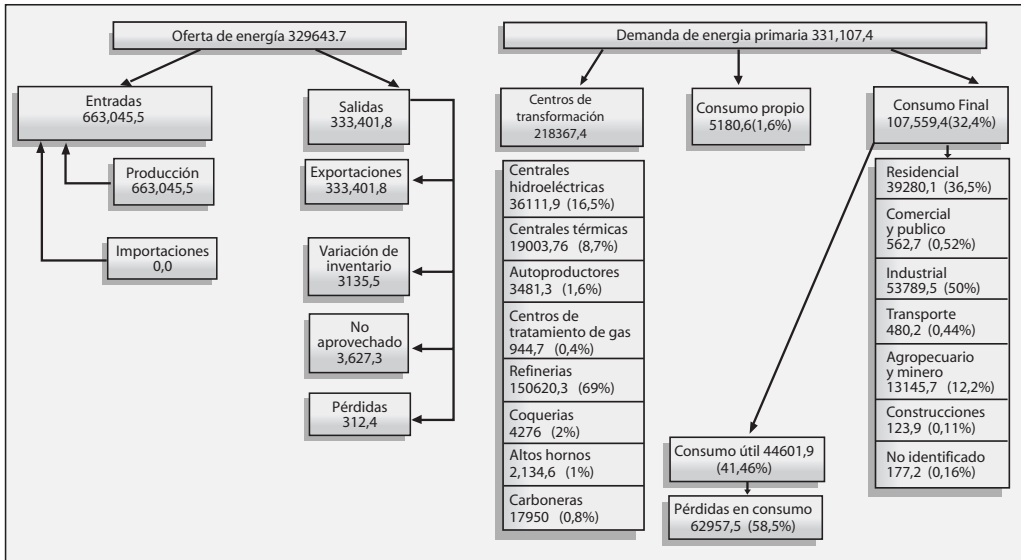 Oferta de energía 329643.7
Entradas
663,045,5
Producción
663,045,5
Importaciones
0,0
Salidas
333,401,8
Exportaciones
333,401,8
Variación de
inventario
3135,5
No
aprovechado
3,627,3
Pérdidas
312,4
Demanda de energia primaria 331,107,4
Centros de
transformación
218367,4
Centrales
hidroeléctricas
36111,9 (16,5%)
Centrales térmicas
19003,76 (8,7%)
Autoproductores
3481,3 (1,6%)
Centros de
tratamiento de gas
944,7 (0,4%)
Refinerias
150620,3 (69%)
Coquerias
4276 (2%)
Altos hornos
2,134,6 (1%)
Carboneras
17950 (0,8%)
Consumo propio
5180,6(1,6%)
Consumo Final
107,559,4(32,4%)
Residencial
39280,1 (36,5%)
Comercial
y publico
562,7 (0,52%)
Industrial
53789,5 (50%)
Transporte
480,2 (0,44%)
Agropecuario
y minero
13145,7 (12,2%)
Construcciones
123,9 (0,11%)
No identificado
177,2 (0,16%)
Consumo útil 44601,9
(41,46%)
Pérdidas en consumo
62957,5 (58,5%)